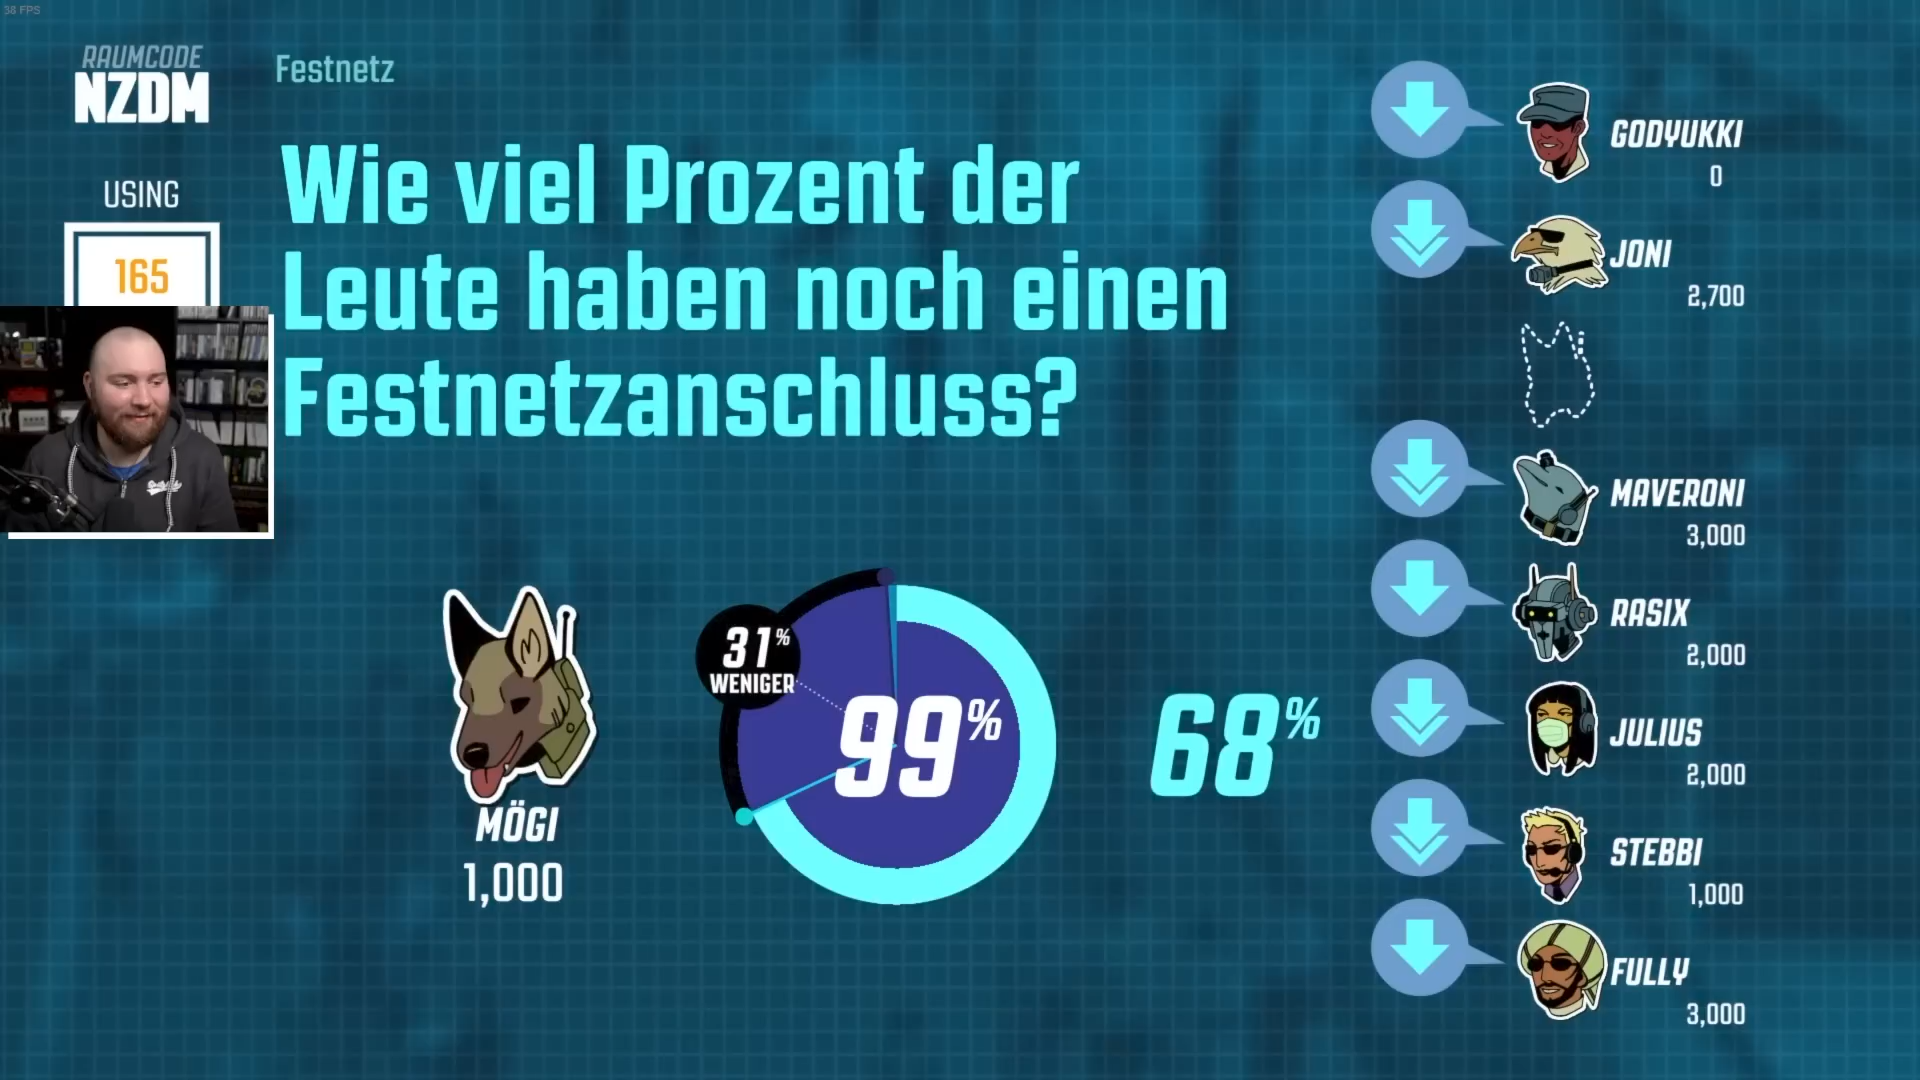 38 FPS
RAUMCODE
NZDM
USING
165
Festnetz
Wie viel Prozent der
Leute haben noch einen
Festnetzanschluss?
31%
WENIGER
99%
68%
MÖGI
1,000
GODYUKKI
0
JONI
2,700
MAVERONI
3,000
RASIX
2,000
JULIUS
2,000
STEBBI
1,000
FULLY
3,000